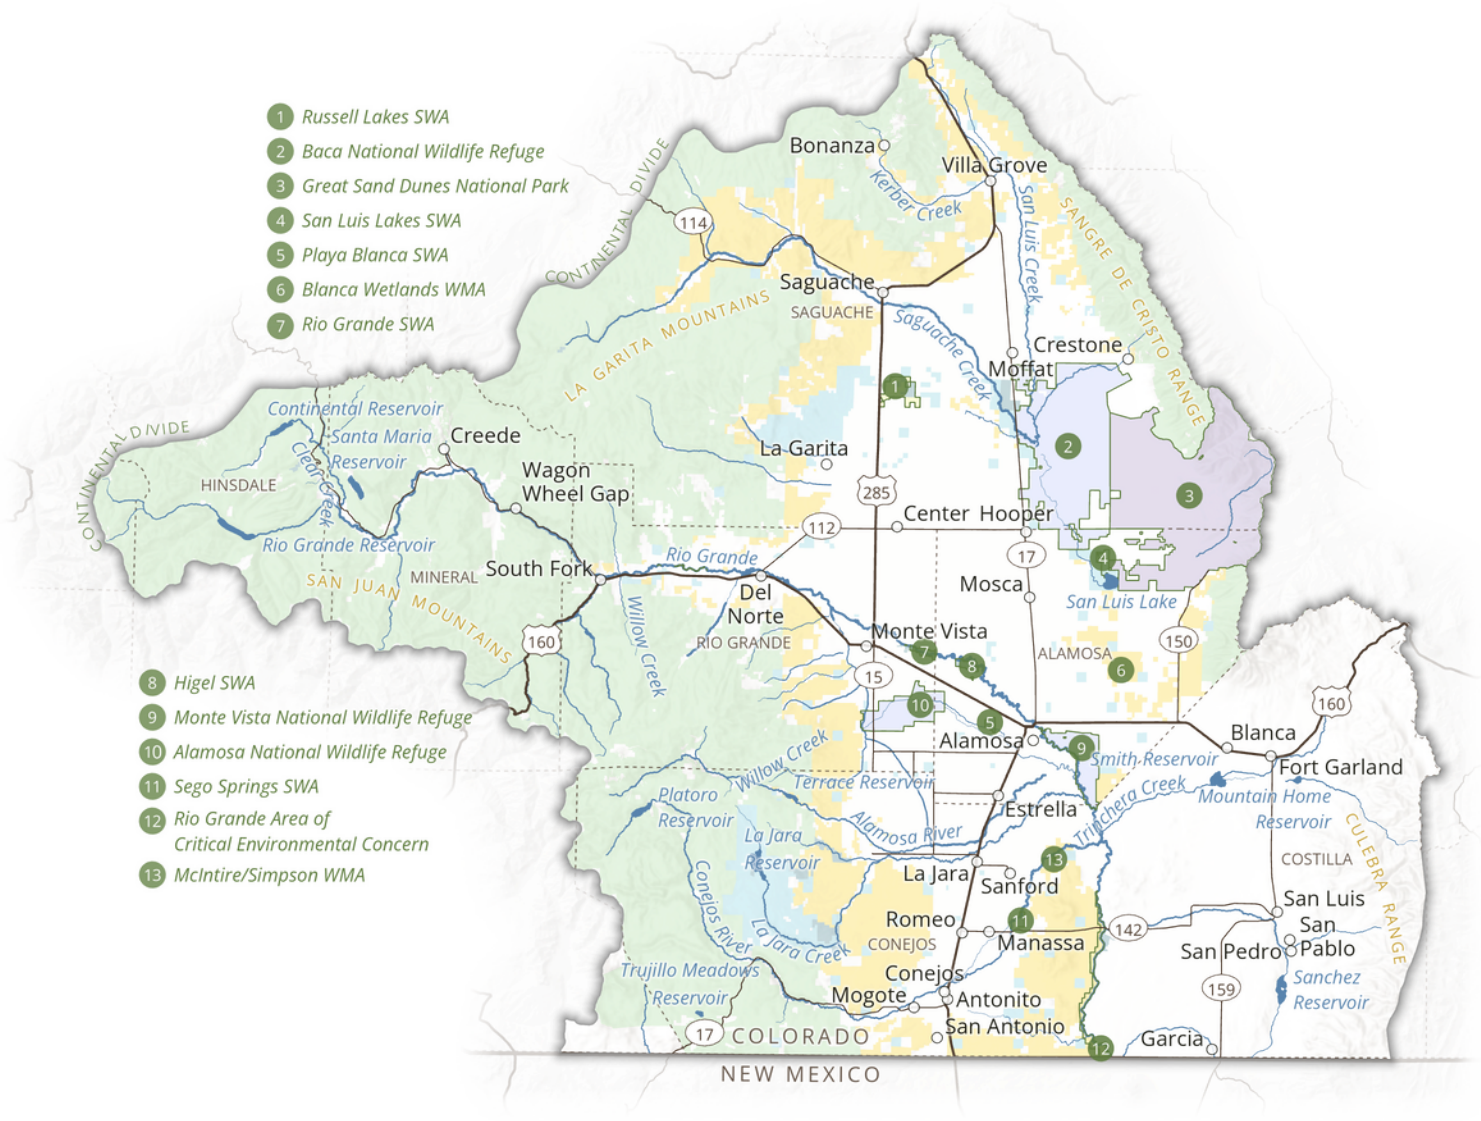 1 Russell Lakes SWA
2 Baca National Wildlife Refuge
3 Great Sand Dunes National Park
4 San Luis Lakes SWA
5 Playa Blanca SWA
6 Blanca Wetlands WMA
7 Rio Grande SWA
8 Higel SWA
9 Monte Vista National Wildlife Refuge
10 Alamosa National Wildlife Refuge
11 Sego Springs SWA
12 Rio Grande Area of
Critical Environmental Concern
13 McIntire/Simpson WMA
Bonanza
Villa Grove
Kerber Creek
San Luis Creek
CONTINENTAL DIVIDE
114
SANGRE DE CRISTO RANGE
Saguache
SAGUACHE
Saguache Creek
LA GARITA MOUNTAINS
Crestone
Moffat
1
2
3
La Garita
285
Center
Hooper
112
17
4
Mosca
San Luis Lake
CONTINENTAL DIVIDE
Continental Reservoir
Santa Maria
Reservoir
Creede
Clear Creek
HINSDALE
Wagon
Wheel Gap
Rio Grande Reservoir
MINERAL
SAN JUAN MOUNTAINS
South Fork
Rio Grande
Del
Norte
RIO GRANDE
Willow Creek
160
Monte Vista
7
8
15
ALAMOSA
6
150
10
5
Alamosa
9
160
Blanca
Fort Garland
Smith Reservoir
Trinchera Creek
Mountain Home
Reservoir
Willow Creek
Terrace Reservoir
Platoro
Reservoir
Estrella
Alamosa River
La Jara
Reservoir
13
La Jara
Sanford
COSTILLA
CULEBRA RANGE
Conejos River
La Jara Creek
Romeo
CONEJOS
11
Manassa
142
San Luis
San
Pablo
San Pedro
Trujillo Meadows
Reservoir
Conejos
Mogote
Antonito
San Antonio
159
Sanchez
Reservoir
17
COLORADO
12
Garcia
NEW MEXICO